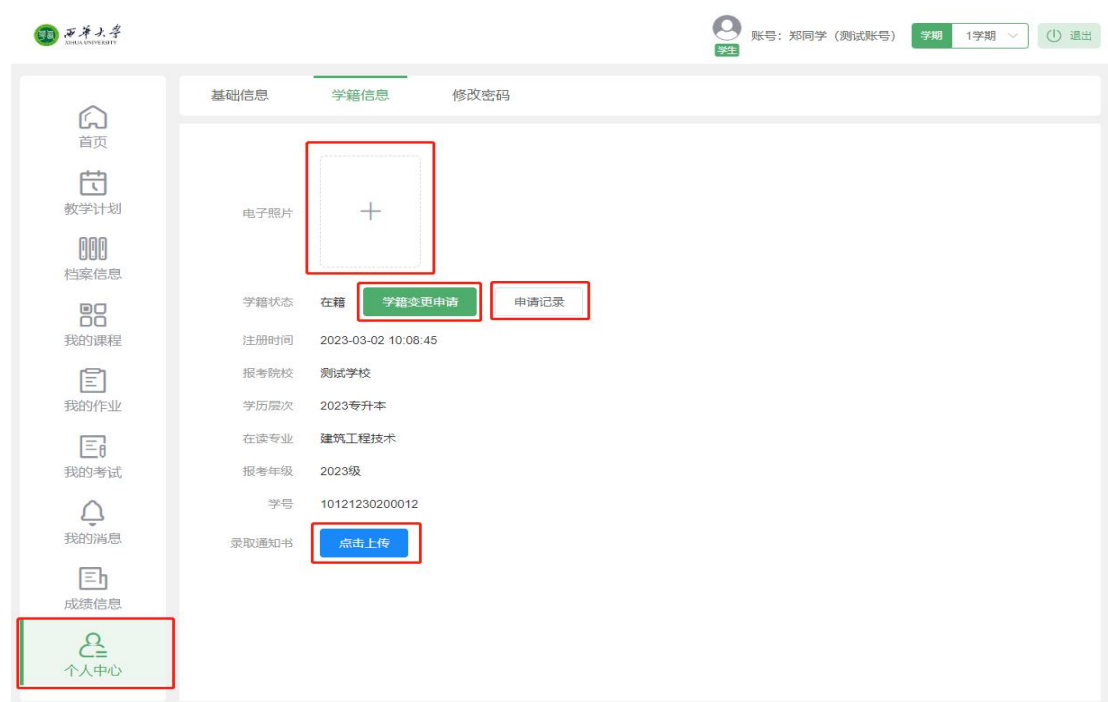 西华大学
XIHUA UNIVERSITY
学生
账号：郑同学（测试账号）
学期 1学期
退出
首页
教学计划
档案信息
我的课程
我的作业
我的考试
我的消息
成绩信息
个人中心
基础信息 学籍信息 修改密码
电子照片
学籍状态 在籍 学籍变更申请 申请记录
注册时间 2023-03-02 10:08:45
报考院校 测试学校
学历层次 2023专升本
在读专业 建筑工程技术
报考年级 2023级
学号 10121230200012
录取通知书 点击上传